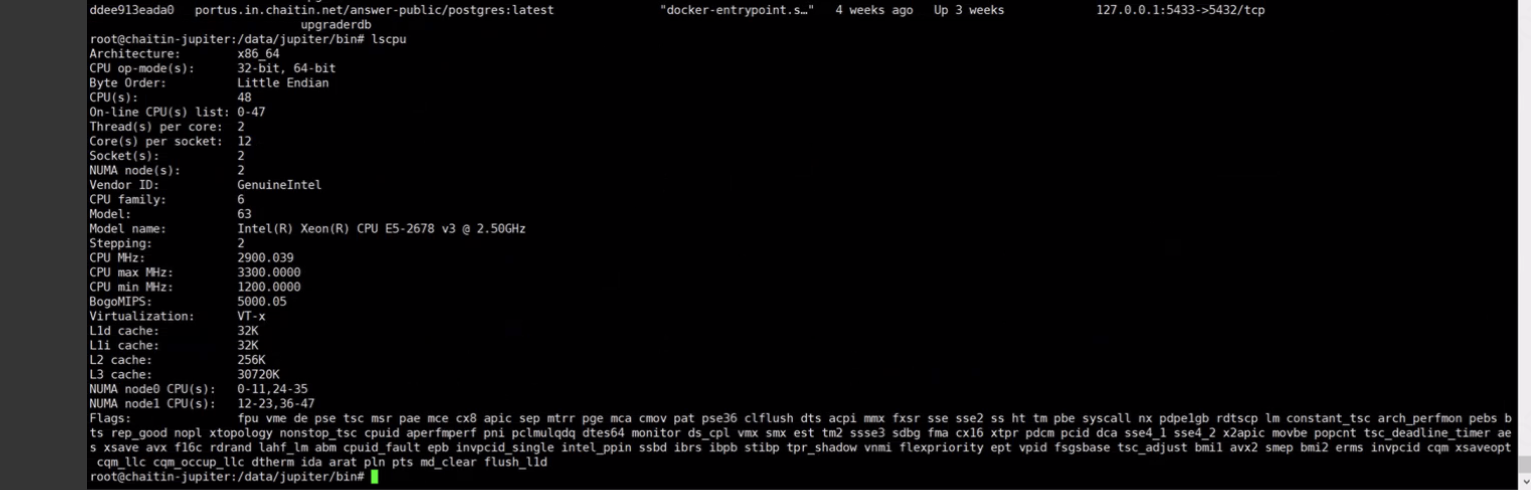 ddee913eada0   portus.in.chaitin.net/answer-public/postgres:latest               "docker-entrypoint.s…"   4 weeks ago   Up 3 weeks             127.0.0.1:5433->5432/tcp
                              upgraderdb
root@chaitin-jupiter:/data/jupiter/bin# lscpu
Architecture:        x86_64
CPU op-mode(s):      32-bit, 64-bit
Byte Order:          Little Endian
CPU(s):              48
On-line CPU(s) list: 0-47
Thread(s) per core:  2
Core(s) per socket:  12
Socket(s):           2
NUMA node(s):        2
Vendor ID:           GenuineIntel
CPU family:          6
Model:               63
Model name:          Intel(R) Xeon(R) CPU E5-2678 v3 @ 2.50GHz
Stepping:            2
CPU MHz:             2900.039
CPU max MHz:         3300.0000
CPU min MHz:         1200.0000
BogoMIPS:            5000.05
Virtualization:      VT-x
L1d cache:           32K
L1i cache:           32K
L2 cache:            256K
L3 cache:            30720K
NUMA node0 CPU(s):   0-11,24-35
NUMA node1 CPU(s):   12-23,36-47
Flags:               fpu vme de pse tsc msr pae mce cx8 apic sep mtrr pge mca cmov pat pse36 clflush dts acpi mmx fxsr sse sse2 ss ht tm pbe syscall nx pdpe1gb rdtscp lm constant_tsc arch_perfmon pebs b
ts rep_good nopl xtopology nonstop_tsc cpuid aperfmperf pni pclmulqdq dtes64 monitor ds_cpl vmx smx est tm2 ssse3 sdbg fma cx16 xtpr pdcm pcid dca sse4_1 sse4_2 x2apic movbe popcnt tsc_deadline_timer ae
s xsave avx f16c rdrand lahf_lm abm cpuid_fault epb invpcid_single intel_ppin ssbd ibrs ibpb stibp tpr_shadow vnmi flexpriority ept vpid fsgsbase tsc_adjust bmi1 avx2 smep bmi2 erms invpcid cqm xsaveopt
 cqm_llc cqm_occup_llc dtherm ida arat pln pts md_clear flush_l1d
root@chaitin-jupiter:/data/jupiter/bin#